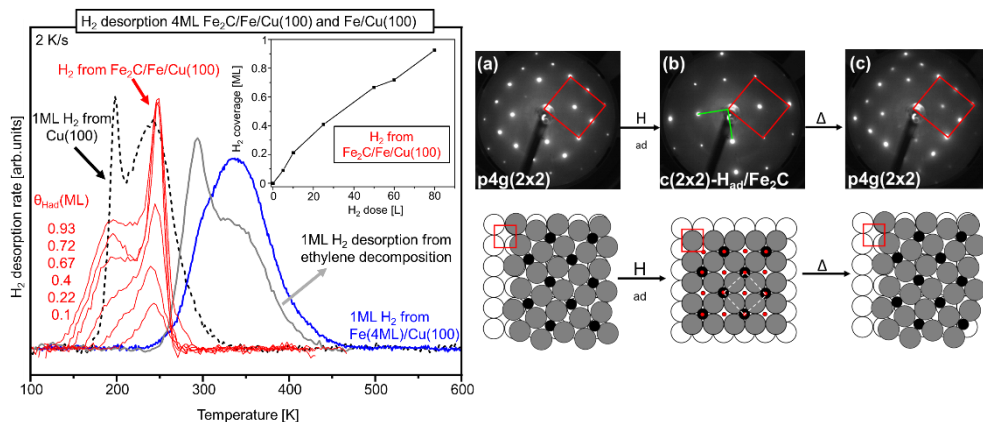 H₂ desorption 4ML Fe₂C/Fe/Cu(100) and Fe/Cu(100)
2 K/s
H₂ from Fe₂C/Fe/Cu(100)
1ML H₂ from
Cu(100)
θHad(ML)
0.93
0.72
0.67
0.4
0.22
0.1
H₂ desorption rate [arb.units]
H₂ coverage [ML]
1
0.8
0.6
0.4
0.2
0
0 20 40 60 80
H₂ dose [L]
H₂ from
Fe₂C/Fe/Cu(100)
1ML H₂ desorption from
ethylene decomposition
1ML H₂ from
Fe(4ML)/Cu(100)
100 200 300 400 500 600
Temperature [K]
(a)
p4g(2x2)
H
ad
(b)
c(2x2)-Had/Fe₂C
Δ
(c)
p4g(2x2)
H
ad
Δ